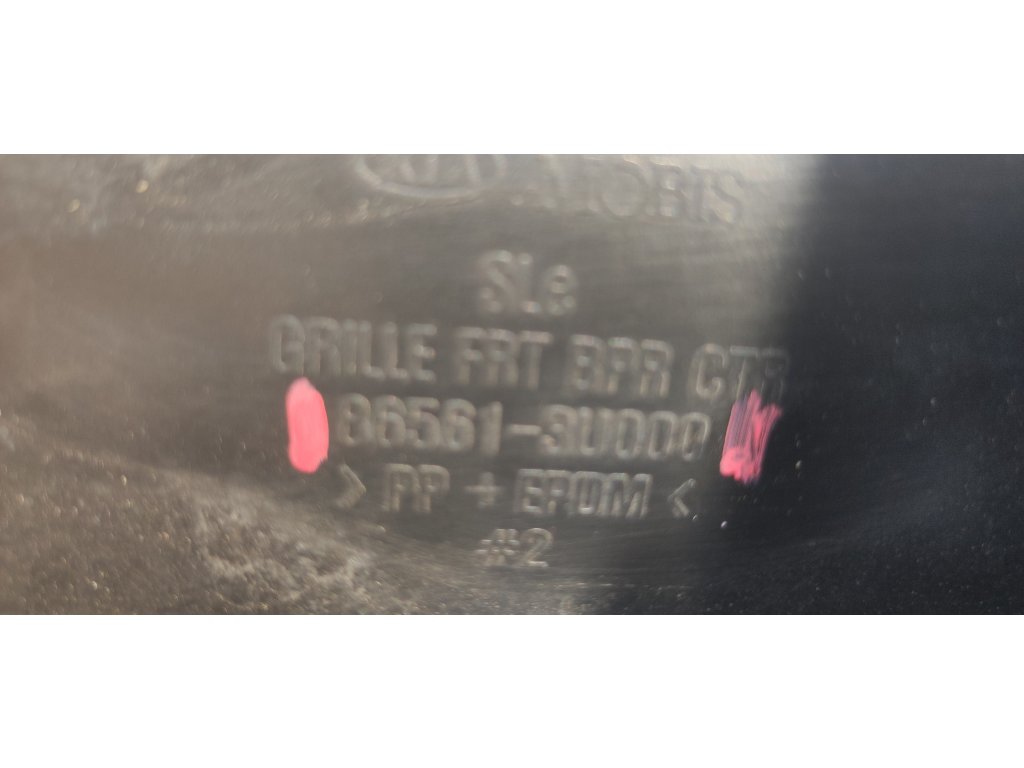 MOBIS
SLe
GRILLE FRT BPR CTR
86561-3U000
> PP + EPDM <
#2